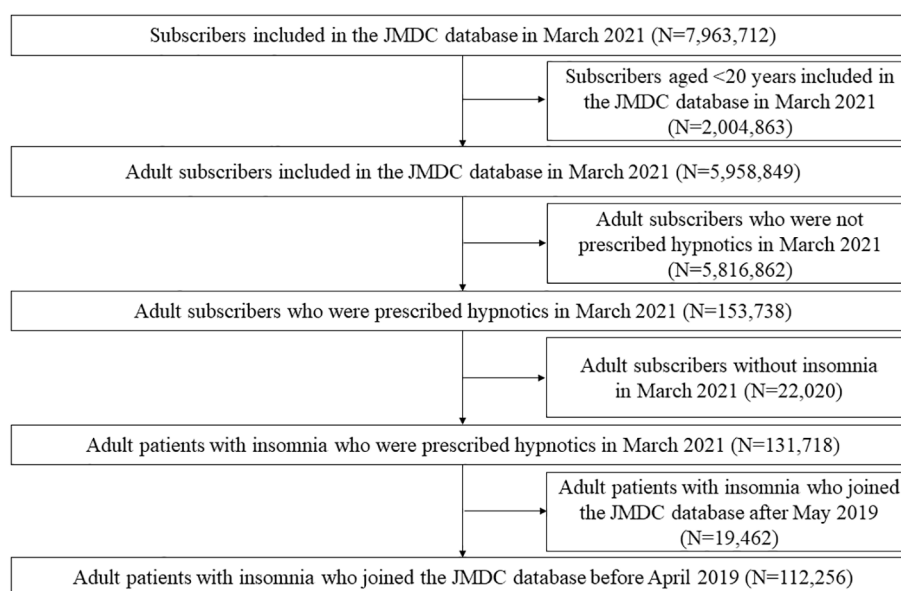 Subscribers included in the JMDC database in March 2021 (N=7,963,712)
Subscribers aged <20 years included in
the JMDC database in March 2021
(N=2,004,863)
Adult subscribers included in the JMDC database in March 2021 (N=5,958,849)
Adult subscribers who were not
prescribed hypnotics in March 2021
(N=5,816,862)
Adult subscribers who were prescribed hypnotics in March 2021 (N=153,738)
Adult subscribers without insomnia
in March 2021 (N=22,020)
Adult patients with insomnia who were prescribed hypnotics in March 2021 (N=131,718)
Adult patients with insomnia who joined
the JMDC database after May 2019
(N=19,462)
Adult patients with insomnia who joined the JMDC database before April 2019 (N=112,256)